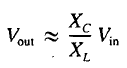 V_out ≈ X_C / X_L V_in